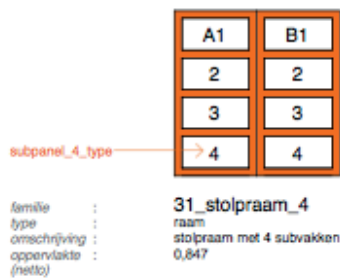 A1 B1
2 2
3 3
subpanel_4_type 4 4
familie : 31_stolpraam_4
type : raam
omschrijving : stolpraam met 4 subvakken
oppervlakte : 0,847
(netto)